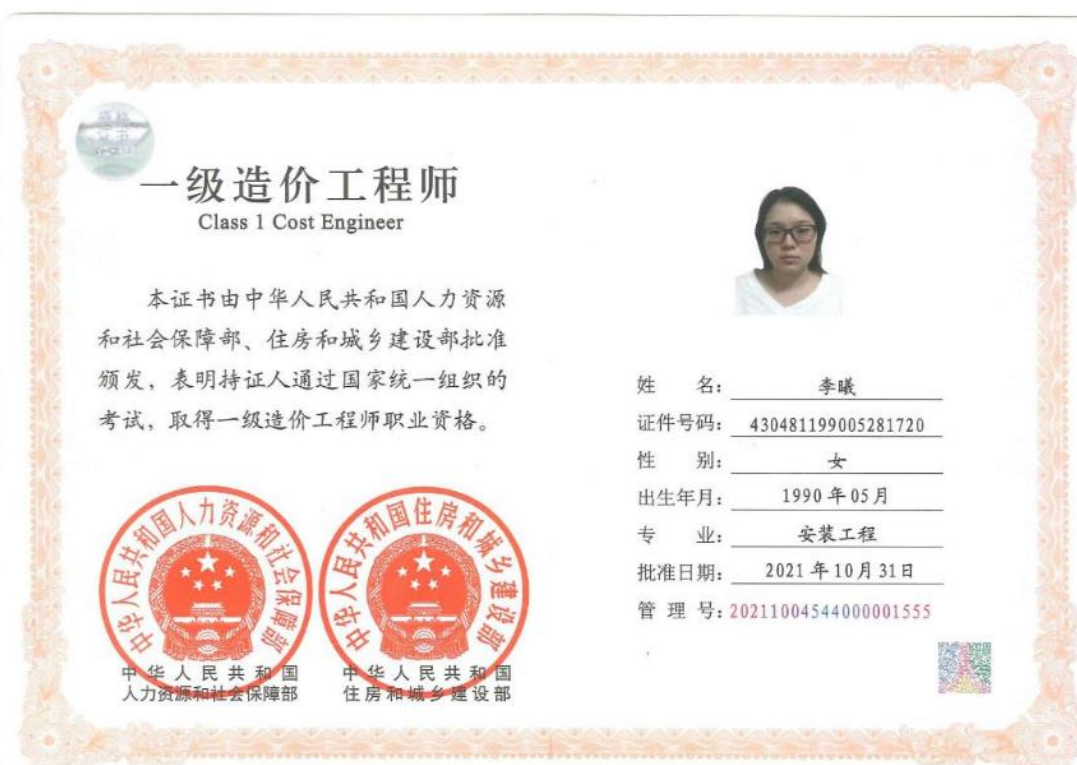 一级造价工程师
Class 1 Cost Engineer
本证书由中华人民共和国人力资源
和社会保障部、住房和城乡建设部批准
颁发，表明持证人通过国家统一组织的
考试，取得一级造价工程师职业资格。
中华人民共和国人力资源和社会保障部
中华人民共和国住房和城乡建设部
中华人民共和国
人力资源和社会保障部
中华人民共和国
住房和城乡建设部
姓 名：李曦
证件号码：430481199005281720
性 别：女
出生年月：1990年05月
专 业：安装工程
批准日期：2021年10月31日
管 理 号：20211004544000001555